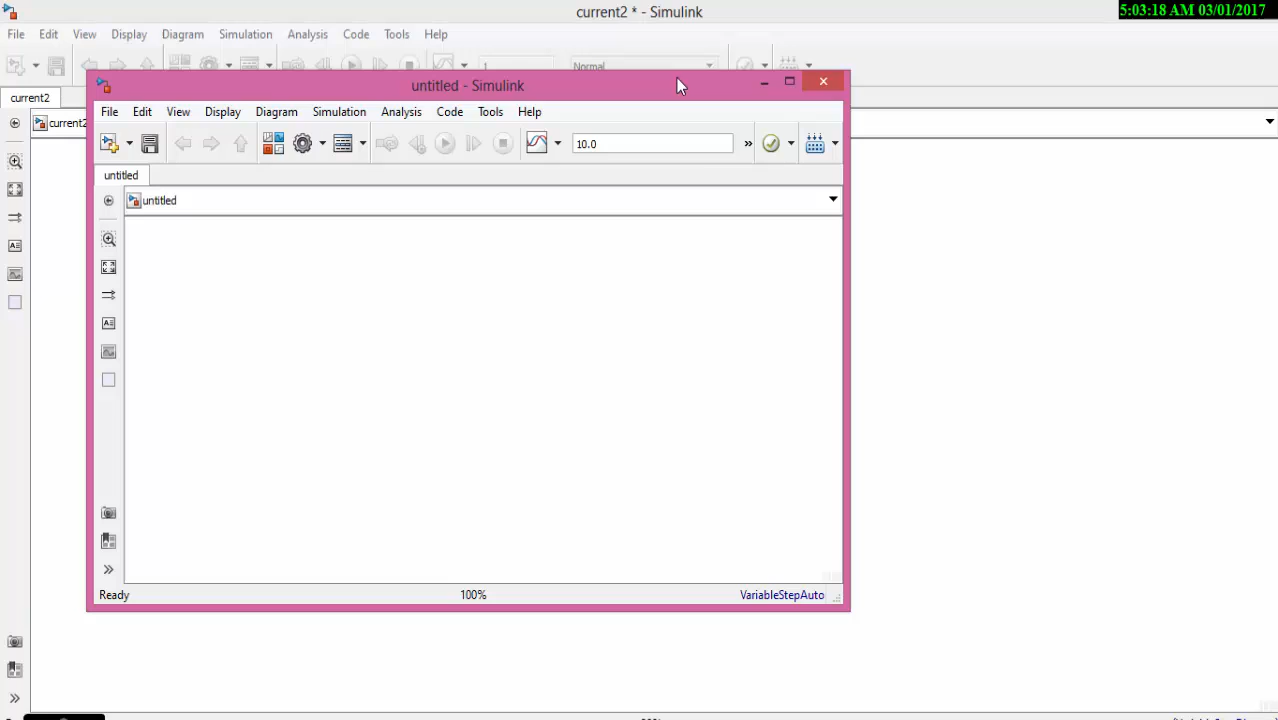 current2 * - Simulink
5:03:18 AM 03/01/2017
File Edit View Display Diagram Simulation Analysis Code Tools Help
1 Normal
current2
current2
untitled - Simulink
File Edit View Display Diagram Simulation Analysis Code Tools Help
10.0 »
untitled
untitled
Ready 100% VariableStepAuto